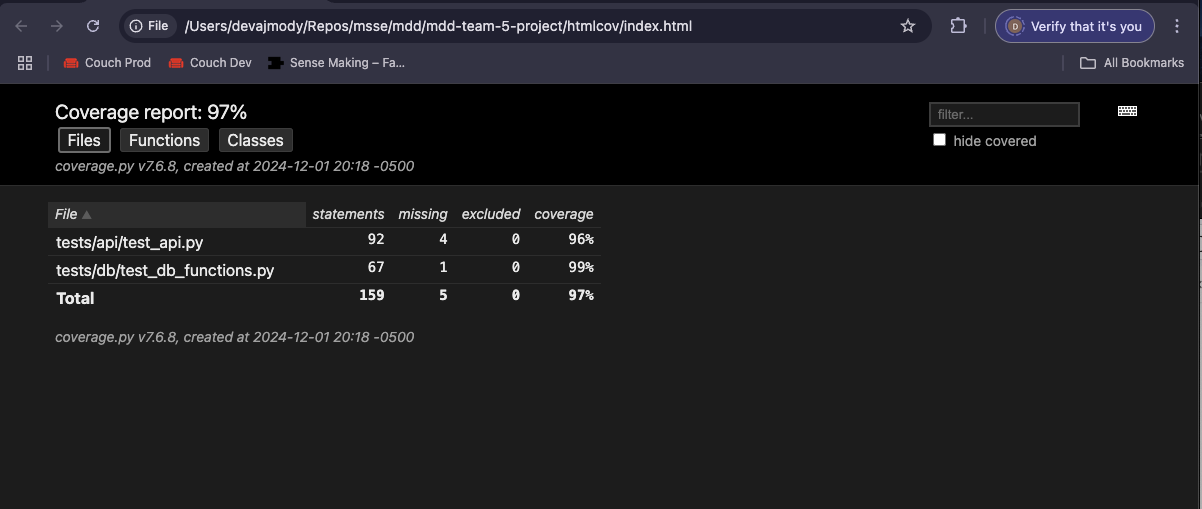 File /Users/devajmody/Repos/msse/mdd/mdd-team-5-project/htmlcov/index.html D Verify that it's you
Couch Prod Couch Dev Sense Making – Fa... All Bookmarks
Coverage report: 97% filter...
Files Functions Classes hide covered
coverage.py v7.6.8, created at 2024-12-01 20:18 -0500
File statements missing excluded coverage
tests/api/test_api.py 92 4 0 96%
tests/db/test_db_functions.py 67 1 0 99%
Total 159 5 0 97%
coverage.py v7.6.8, created at 2024-12-01 20:18 -0500